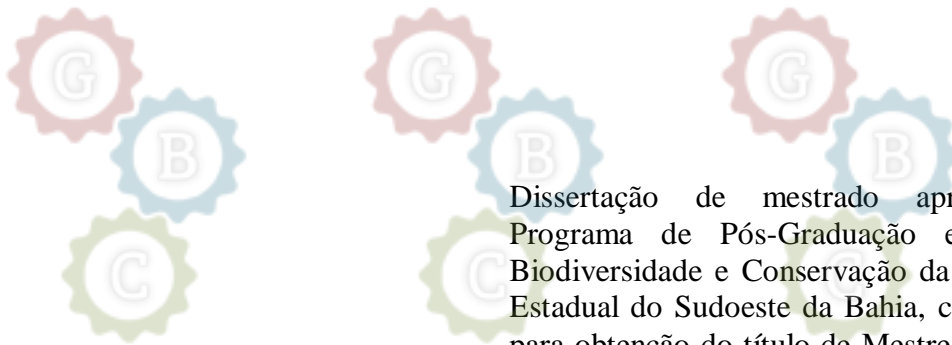 G G G
B B B
Dissertação de mestrado
Programa de Pós-Graduação
Biodiversidade e Conservação da
C C C
Estadual do Sudoeste da Bahia,
para obtenção do título de Mestre